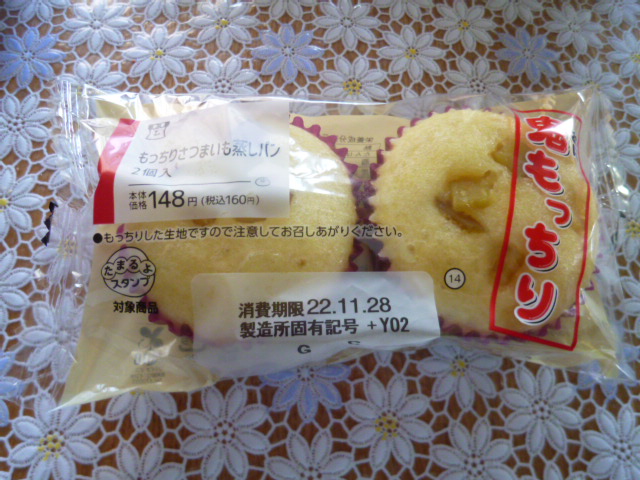 もっちりさつまいも蒸しパン
2個入
本体
価格 148円(税込160円)
●もっちりした生地ですので注意してお召しあがりください。
たまるよ
スタンプ
対象商品
消費期限 22.11.28
製造所固有記号 +Y02
G
14
鬼もっちり